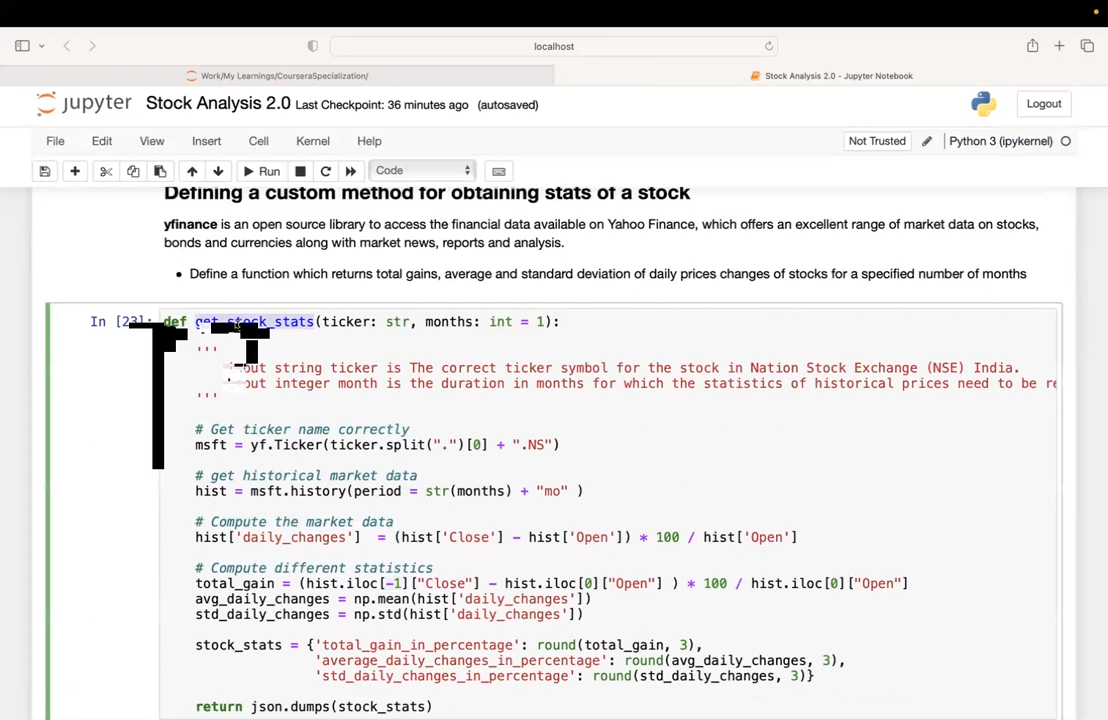 localhost
Work/My Learnings/CourseraSpecialization/
Stock Analysis 2.0 - Jupyter Notebook
jupyter Stock Analysis 2.0 Last Checkpoint: 36 minutes ago (autosaved)
Logout
File Edit View Insert Cell Kernel Help
Not Trusted Python 3 (ipykernel)
Run Code
Defining a custom method for obtaining stats of a stock
yfinance is an open source library to access the financial data available on Yahoo Finance, which offers an excellent range of market data on stocks,
bonds and currencies along with market news, reports and analysis.
• Define a function which returns total gains, average and standard deviation of daily prices changes of stocks for a specified number of months
In [23]: def get_stock_stats(ticker: str, months: int = 1):
'''
string ticker is The correct ticker symbol for the stock in Nation Stock Exchange (NSE) India.
integer month is the duration in months for which the statistics of historical prices need to be
'''
# Get ticker name correctly
msft = yf.Ticker(ticker.split(".")[0] + ".NS")
# get historical market data
hist = msft.history(period = str(months) + "mo" )
# Compute the market data
hist['daily_changes']  = (hist['Close'] - hist['Open']) * 100 / hist['Open']
# Compute different statistics
total_gain = (hist.iloc[-1]["Close"] - hist.iloc[0]["Open"] ) * 100 / hist.iloc[0]["Open"]
avg_daily_changes = np.mean(hist['daily_changes'])
std_daily_changes = np.std(hist['daily_changes'])
stock_stats = {'total_gain_in_percentage': round(total_gain, 3),
'average_daily_changes_in_percentage': round(avg_daily_changes, 3),
'std_daily_changes_in_percentage': round(std_daily_changes, 3)}
return json.dumps(stock_stats)